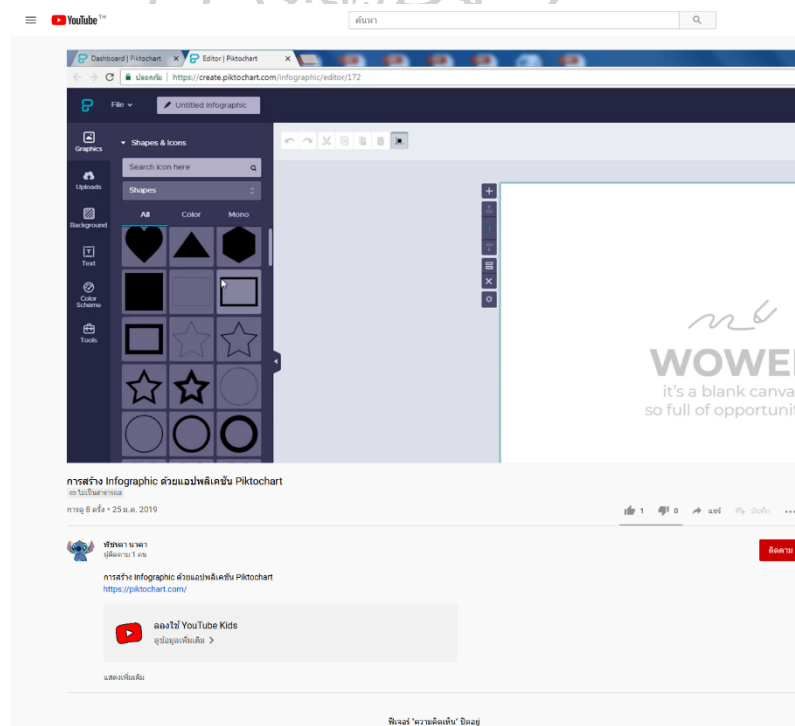 YouTube TH
ค้นหา
Dashboard | Piktochart x
Editor | Piktochart x
ปลอดภัย | https://create.piktochart.com/infographic/editor/172
File
Untitled Infographic
Graphics
Shapes & Icons
Search icon here
Uploads
Shapes
All Color Mono
Background
Text
Color Scheme
Tools
WOWE
it's a blank canva
so full of opportunit
การสร้าง Infographic ด้วยแอปพลิเคชัน Piktochart
ไม่เป็นสาธารณะ
การดู 8 ครั้ง • 25 ม.ค. 2019
1 0 แชร์ บันทึก ...
พัชรดา นาคา
ผู้ติดตาม 1 คน
ติดตาม
การสร้าง Infographic ด้วยแอปพลิเคชัน Piktochart
https://piktochart.com/
ลองใช้ YouTube Kids
ดูข้อมูลเพิ่มเติม >
แสดงเพิ่มเติม
ฟีเจอร์ "ความคิดเห็น" ปิดอยู่